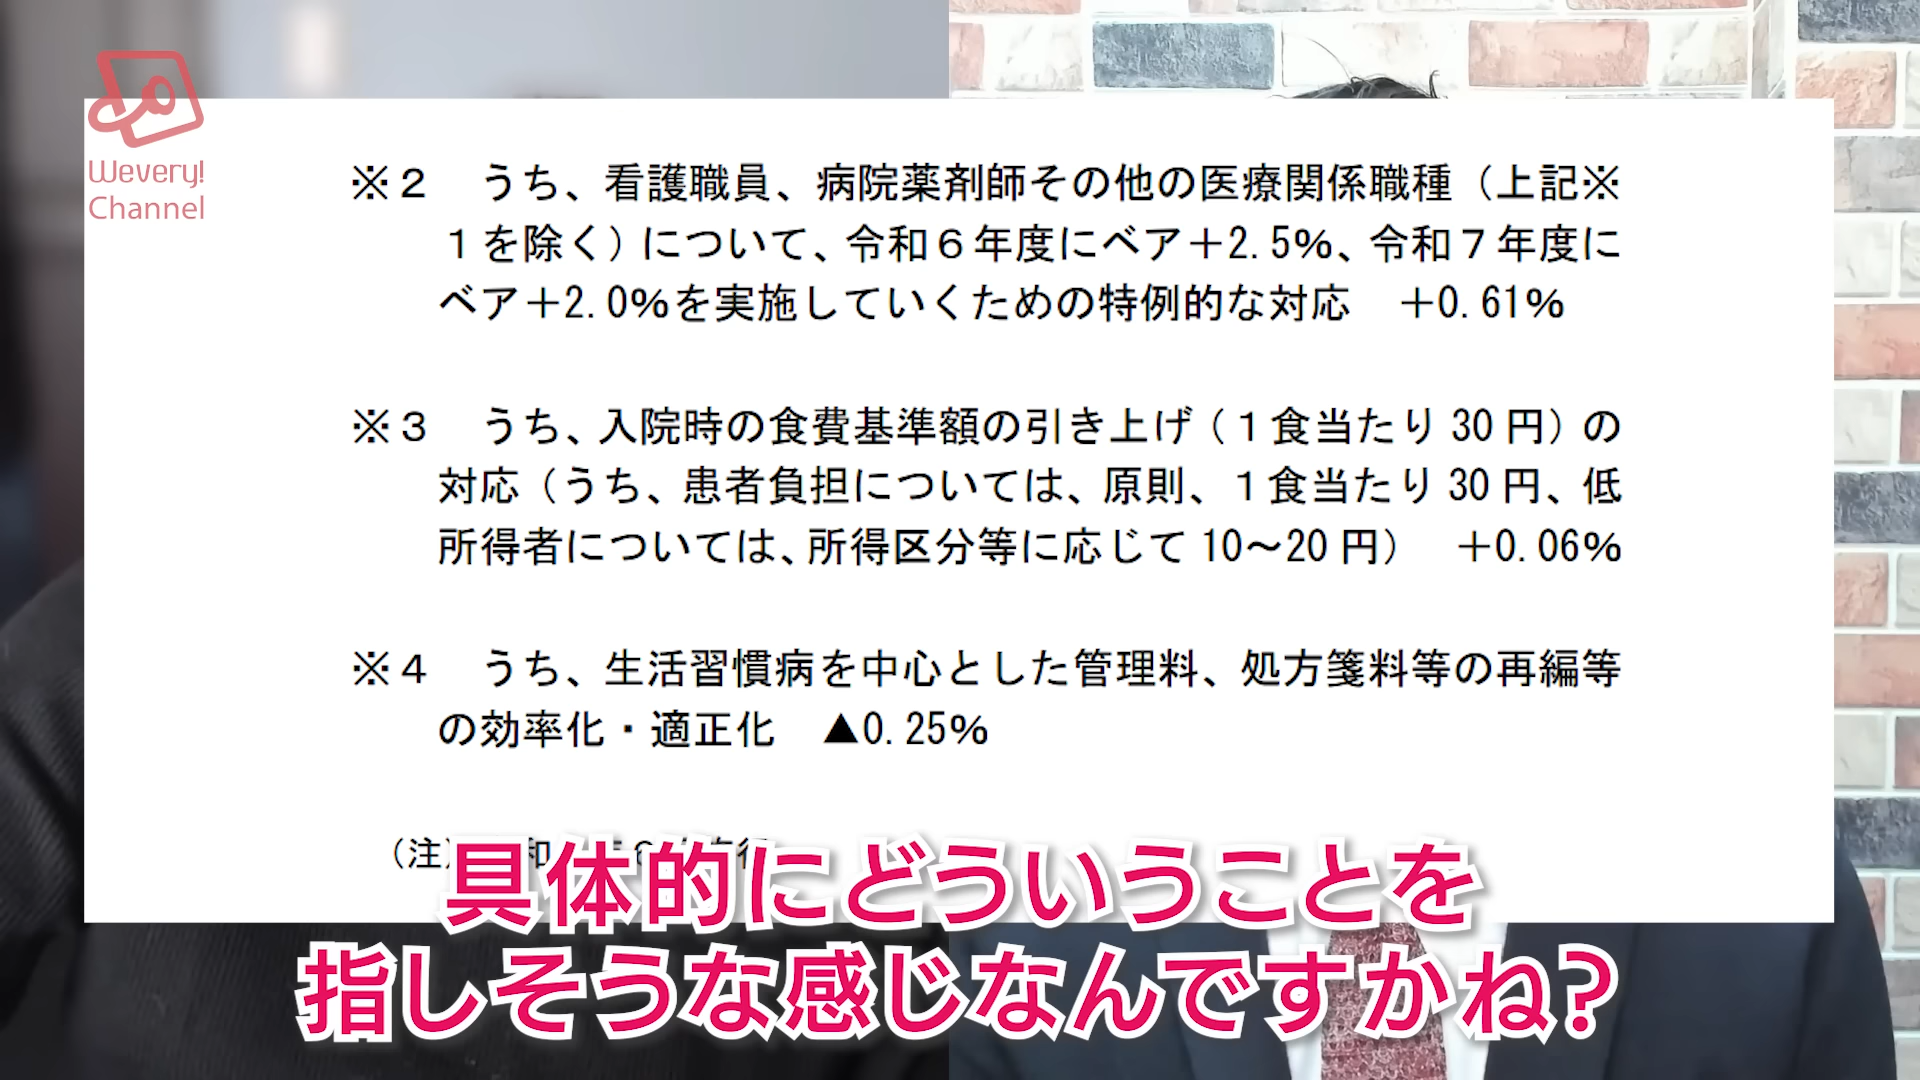 Wevery!
Channel
※2　うち、看護職員、病院薬剤師その他の医療関係職種（上記※
1を除く）について、令和6年度にベア＋2.5%、令和7年度に
ベア＋2.0%を実施していくための特例的な対応　＋0.61%
※3　うち、入院時の食費基準額の引き上げ（1食当たり30円）の
対応（うち、患者負担については、原則、1食当たり30円、低
所得者については、所得区分等に応じて10～20円）　＋0.06%
※4　うち、生活習慣病を中心とした管理料、処方箋料等の再編等
の効率化・適正化　▲0.25%
（注）
具体的にどういうことを
指しそうな感じなんですかね?